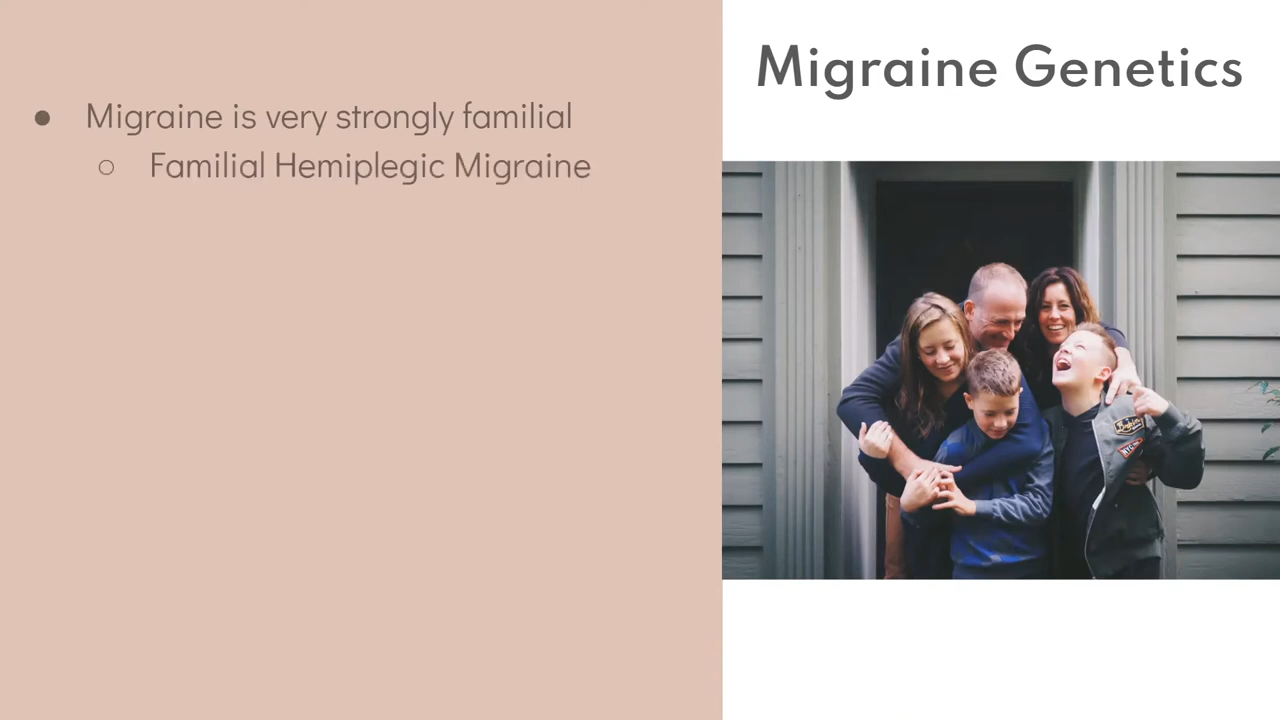 Migraine Genetics
● Migraine is very strongly familial
○ Familial Hemiplegic Migraine